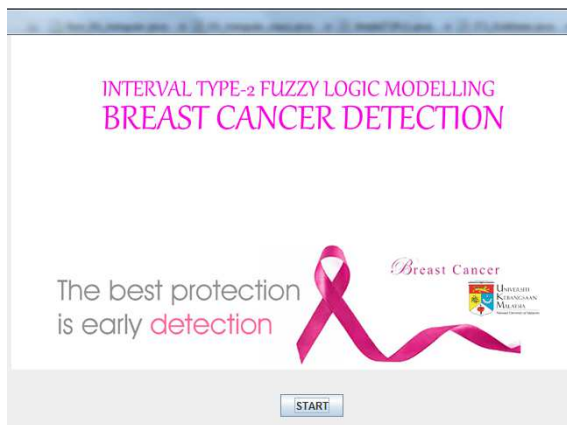 INTERVAL TYPE-2 FUZZY LOGIC MODELLING
BREAST CANCER DETECTION
Breast Cancer
UNIVERSITI
KEBANGSAAN
MALAYSIA
The best protection
is early detection
START